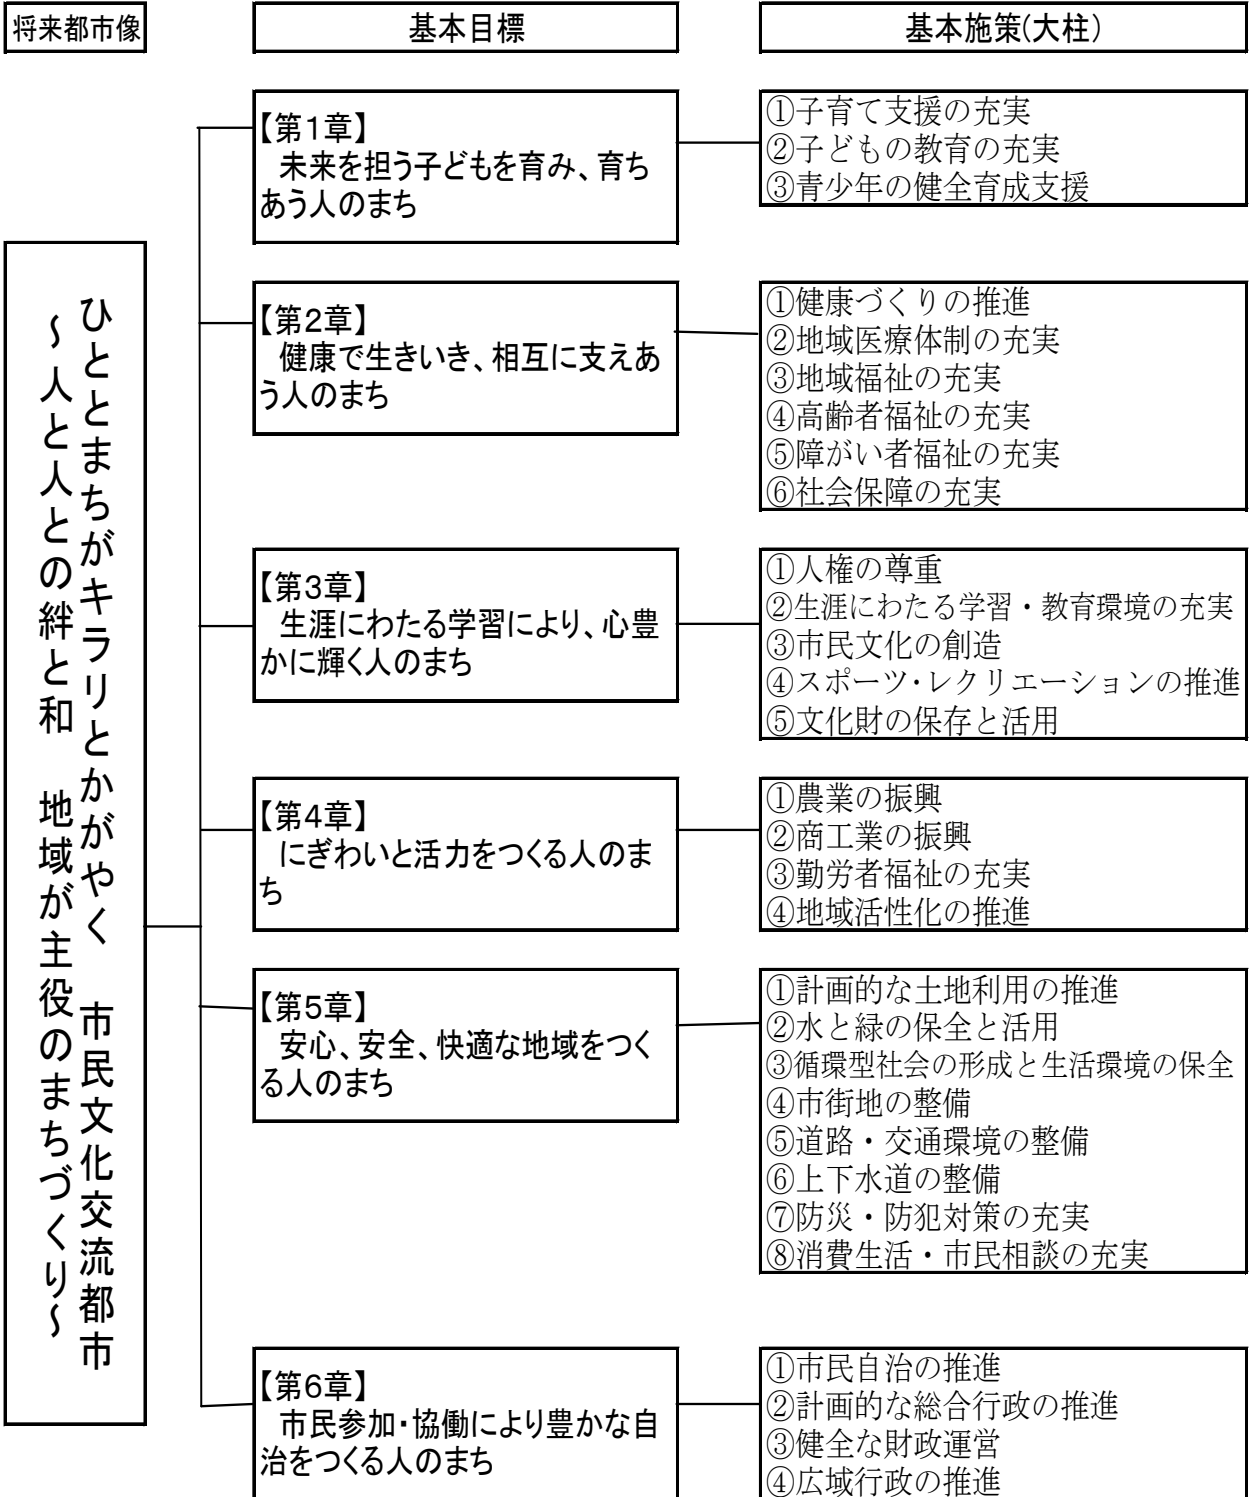 将来都市像
基本目標
基本施策(大柱)
ひととまちがキラリとかがやく　市民文化交流都市
～人と人との絆と和　地域が主役のまちづくり～
【第1章】
未来を担う子どもを育み、育ち
あう人のまち
①子育て支援の充実
②子どもの教育の充実
③青少年の健全育成支援
【第2章】
健康で生きいき、相互に支えあ
う人のまち
①健康づくりの推進
②地域医療体制の充実
③地域福祉の充実
④高齢者福祉の充実
⑤障がい者福祉の充実
⑥社会保障の充実
【第3章】
生涯にわたる学習により、心豊
かに輝く人のまち
①人権の尊重
②生涯にわたる学習・教育環境の充実
③市民文化の創造
④スポーツ・レクリエーションの推進
⑤文化財の保存と活用
【第4章】
にぎわいと活力をつくる人のま
ち
①農業の振興
②商工業の振興
③勤労者福祉の充実
④地域活性化の推進
【第5章】
安心、安全、快適な地域をつく
る人のまち
①計画的な土地利用の推進
②水と緑の保全と活用
③循環型社会の形成と生活環境の保全
④市街地の整備
⑤道路・交通環境の整備
⑥上下水道の整備
⑦防災・防犯対策の充実
⑧消費生活・市民相談の充実
【第6章】
市民参加・協働により豊かな自
治をつくる人のまち
①市民自治の推進
②計画的な総合行政の推進
③健全な財政運営
④広域行政の推進